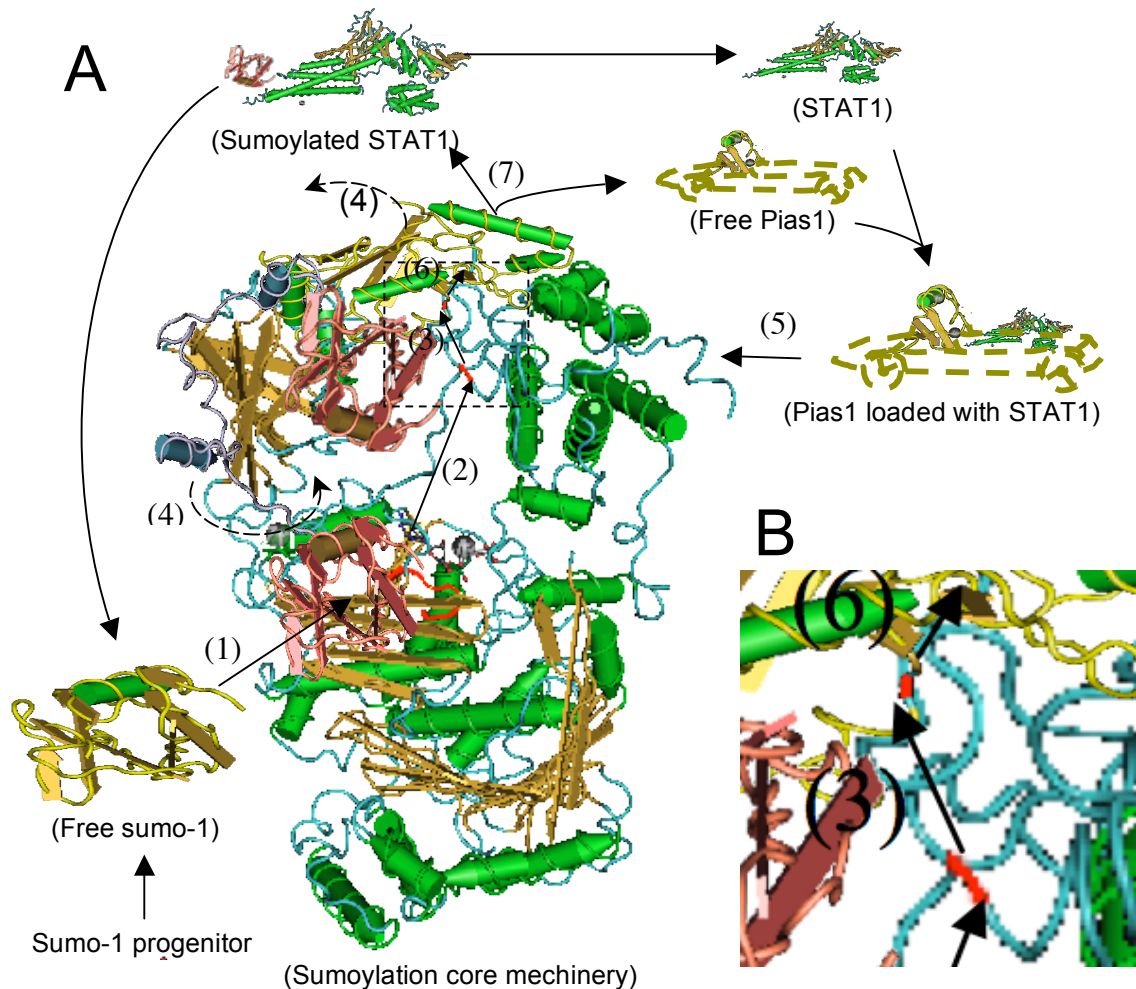 A
(Sumoylated STAT1)
(STAT1)
(7)
(4)
(Free Pias1)
(6)
(3)
(5)
(Pias1 loaded with STAT1)
(2)
(4)
B
(1)
(6)
(3)
(Free sumo-1)
Sumo-1 progenitor
(Sumoylation core mechinery)